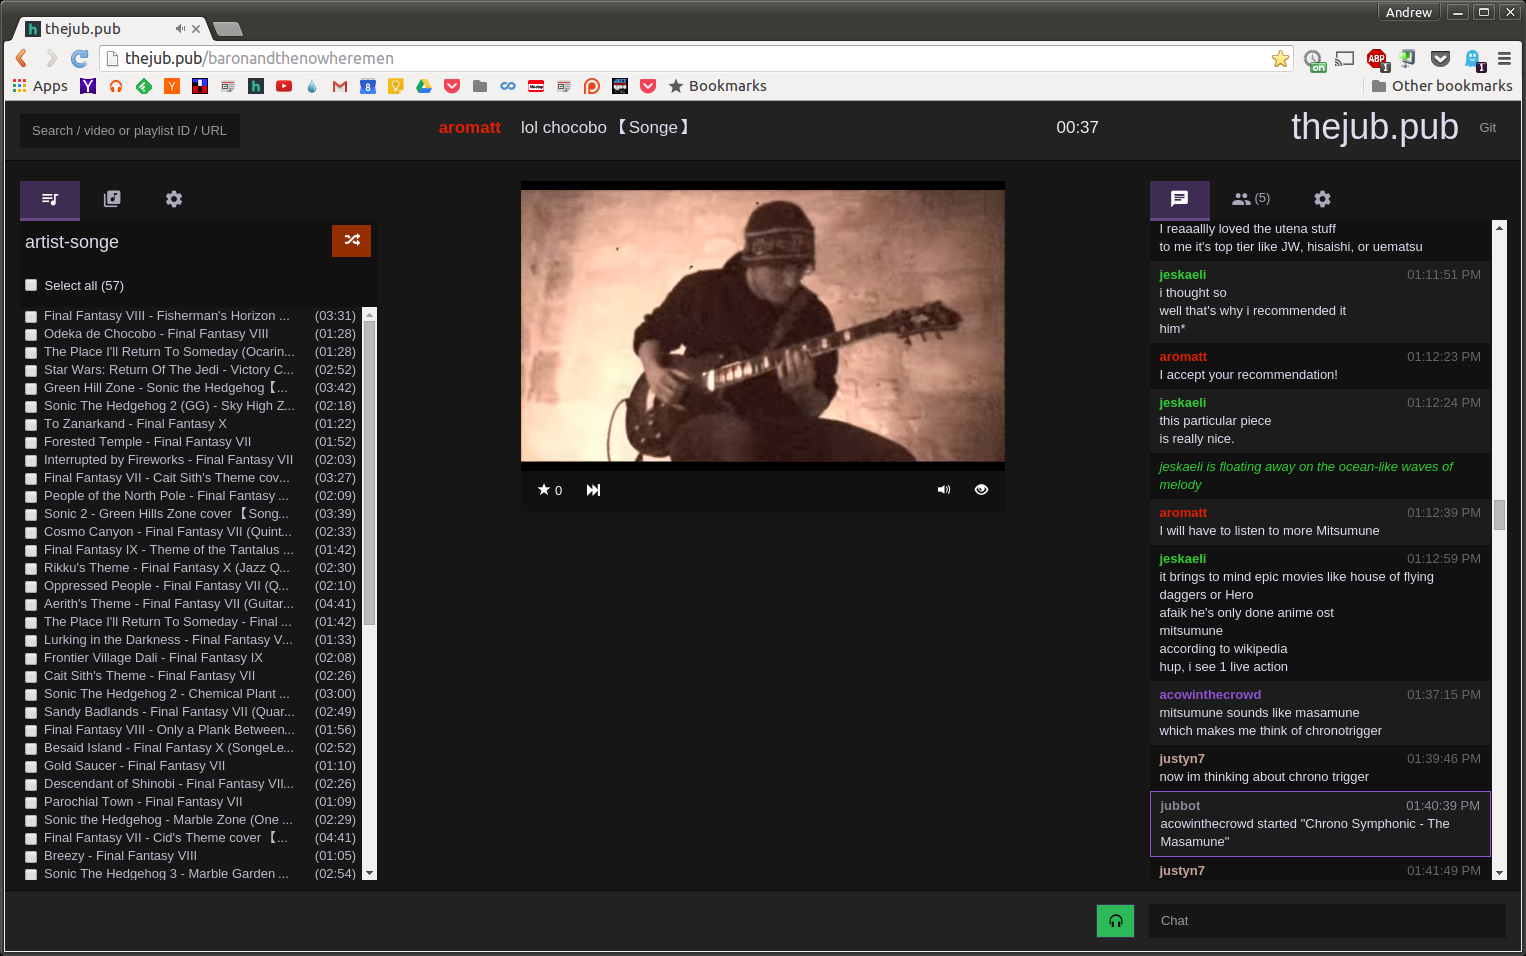 Andrew
thejub.pub
thejub.pub/baronandthenowheremen
on
ABP
1
1
Apps
Bookmarks
Other bookmarks
Search / video or playlist ID / URL
aromatt
lol chocobo【Songe】
00:37
thejub.pub
Git
(5)
artist-songe
Select all (57)
Final Fantasy VIII - Fisherman's Horizon ... (03:31)
Odeka de Chocobo - Final Fantasy VIII (01:28)
The Place I'll Return To Someday (Ocarin... (01:28)
Star Wars: Return Of The Jedi - Victory C... (02:52)
Green Hill Zone - Sonic the Hedgehog【... (03:42)
Sonic The Hedgehog 2 (GG) - Sky High Z... (02:18)
To Zanarkand - Final Fantasy X (01:22)
Forested Temple - Final Fantasy VII (01:52)
Interrupted by Fireworks - Final Fantasy VII (02:03)
Final Fantasy VII - Cait Sith's Theme cov... (03:27)
People of the North Pole - Final Fantasy ... (02:09)
Sonic 2 - Green Hills Zone cover 【Song... (03:39)
Cosmo Canyon - Final Fantasy VII (Quint... (02:33)
Final Fantasy IX - Theme of the Tantalus ... (01:42)
Rikku's Theme - Final Fantasy X (Jazz Q... (02:30)
Oppressed People - Final Fantasy VII (Q... (02:10)
Aerith's Theme - Final Fantasy VII (Guitar... (04:41)
The Place I'll Return To Someday - Final ... (01:42)
Lurking in the Darkness - Final Fantasy V... (01:33)
Frontier Village Dali - Final Fantasy IX (02:08)
Cait Sith's Theme - Final Fantasy VII (02:26)
Sonic The Hedgehog 2 - Chemical Plant ... (03:00)
Sandy Badlands - Final Fantasy VII (Quar... (02:49)
Final Fantasy VIII - Only a Plank Between... (01:56)
Besaid Island - Final Fantasy X (SongeLe... (02:52)
Gold Saucer - Final Fantasy VII (01:10)
Descendant of Shinobi - Final Fantasy VII... (02:26)
Parochial Town - Final Fantasy VII (01:09)
Sonic the Hedgehog - Marble Zone (One ... (02:29)
Final Fantasy VII - Cid's Theme cover 【... (04:41)
Breezy - Final Fantasy VIII (01:05)
Sonic The Hedgehog 3 - Marble Garden ... (02:54)
0
I reaaallly loved the utena stuff
to me it's top tier like JW, hisaishi, or uematsu
jeskaeli 01:11:51 PM
i thought so
well that's why i recommended it
him*
aromatt 01:12:23 PM
I accept your recommendation!
jeskaeli 01:12:24 PM
this particular piece
is really nice.
jeskaeli is floating away on the ocean-like waves of
melody
aromatt 01:12:39 PM
I will have to listen to more Mitsumune
jeskaeli 01:12:59 PM
it brings to mind epic movies like house of flying
daggers or Hero
afaik he's only done anime ost
mitsumune
according to wikipedia
hup, i see 1 live action
acowinthecrowd 01:37:15 PM
mitsumune sounds like masamune
which makes me think of chronotrigger
justyn7 01:39:46 PM
now im thinking about chrono trigger
jubbot 01:40:39 PM
acowinthecrowd started "Chrono Symphonic - The
Masamune"
justyn7 01:41:49 PM
Chat